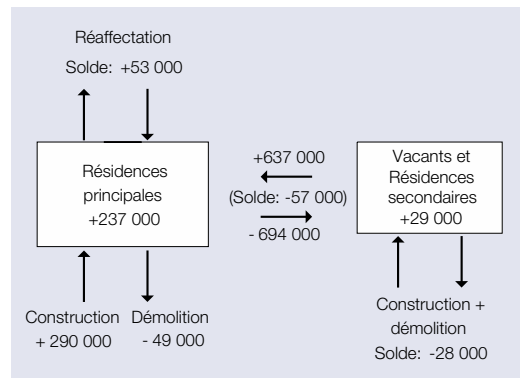 Réaffectation
Solde: +53 000
Résidences
principales
+237 000
+637 000
(Solde: -57 000)
- 694 000
Vacants et
Résidences
secondaires
+29 000
Construction
+ 290 000
Démolition
- 49 000
Construction +
démolition
Solde: -28 000